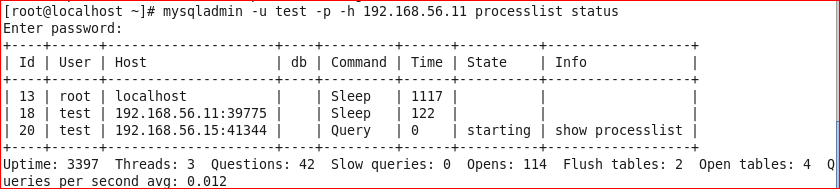 [root@localhost ~]# mysqladmin -u test -p -h 192.168.56.11 processlist status
Enter password:
+----+------+---------------------+----+---------+------+----------+------------------+
| Id | User | Host                | db | Command | Time | State    | Info             |
+----+------+---------------------+----+---------+------+----------+------------------+
| 13 | root | localhost           |    | Sleep   | 1117 |          |                  |
| 18 | test | 192.168.56.11:39775 |    | Sleep   | 122  |          |                  |
| 20 | test | 192.168.56.15:41344 |    | Query   | 0    | starting | show processlist |
+----+------+---------------------+----+---------+------+----------+------------------+
Uptime: 3397  Threads: 3  Questions: 42  Slow queries: 0  Opens: 114  Flush tables: 2  Open tables: 4  Q
ueries per second avg: 0.012